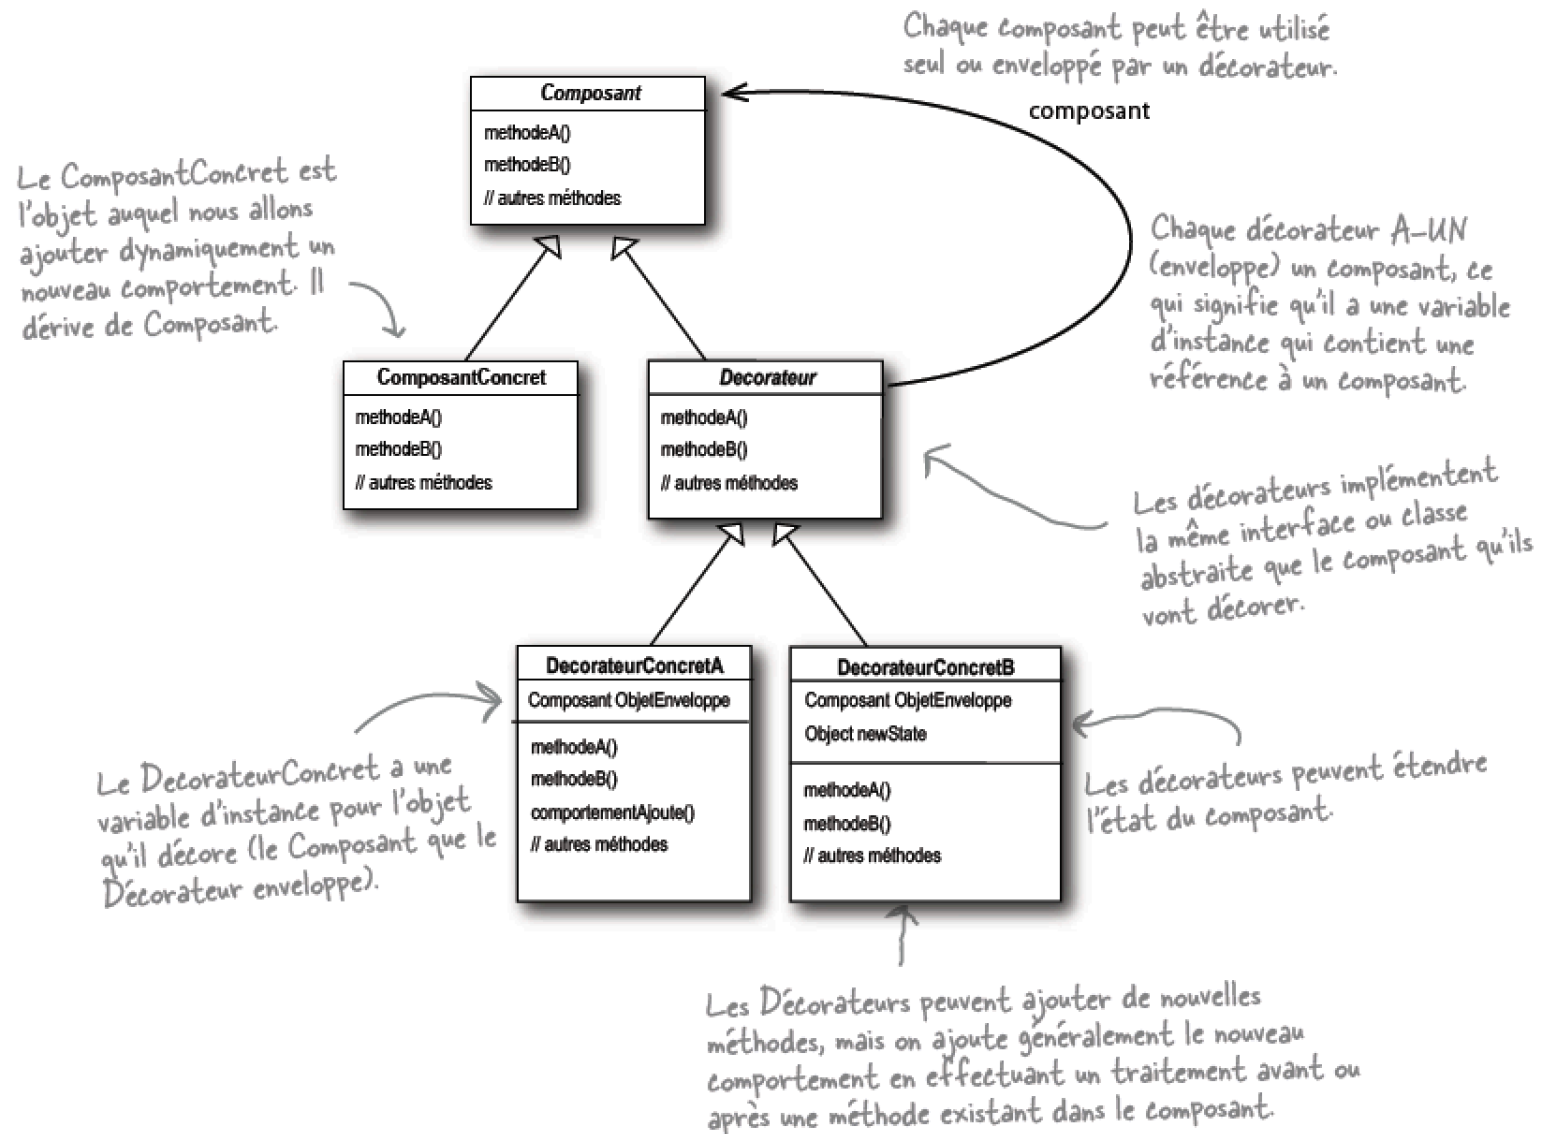 Chaque composant peut être utilisé
seul ou enveloppé par un décorateur.
composant
Composant
methodeA()
methodeB()
// autres méthodes
Le ComposantConcret est
l'objet auquel nous allons
ajouter dynamiquement un
nouveau comportement. Il
dérive de Composant.
Chaque décorateur A-UN
(enveloppe) un composant, ce
qui signifie qu'il a une variable
d'instance qui contient une
référence à un composant.
ComposantConcret
methodeA()
methodeB()
// autres méthodes
Decorateur
methodeA()
methodeB()
// autres méthodes
Les décorateurs implémentent
la même interface ou classe
abstraite que le composant qu'ils
vont décorer.
DecorateurConcretA
Composant ObjetEnveloppe
methodeA()
methodeB()
comportementAjoute()
// autres méthodes
DecorateurConcretB
Composant ObjetEnveloppe
Object newState
methodeA()
methodeB()
// autres méthodes
Le DecorateurConcret a une
variable d'instance pour l'objet
qu'il décore (le Composant que le
Décorateur enveloppe).
Les décorateurs peuvent étendre
l'état du composant.
Les Décorateurs peuvent ajouter de nouvelles
méthodes, mais on ajoute généralement le nouveau
comportement en effectuant un traitement avant ou
après une méthode existant dans le composant.